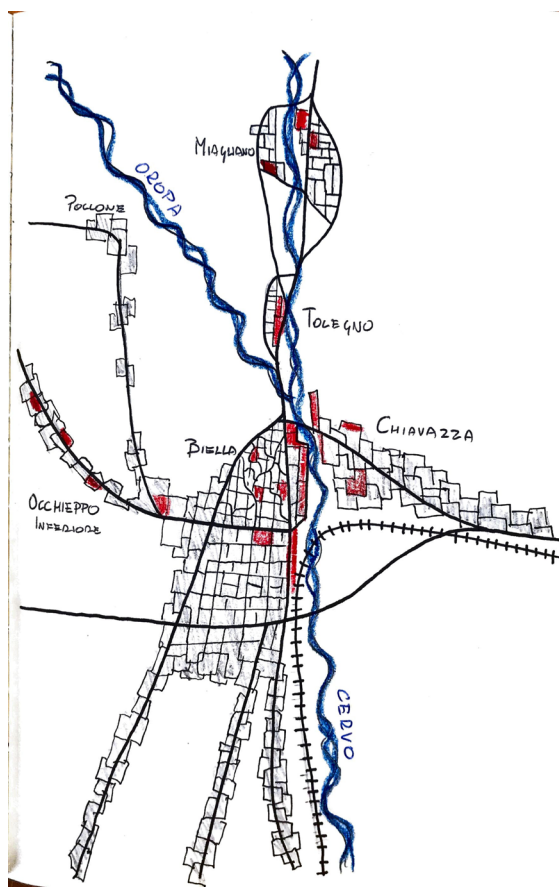 MIAGLIANO
OROPA
POLLONE
TOLEGNO
CHIAVAZZA
BIELLA
OCCHIEPPO
INFERIORE
CERVO